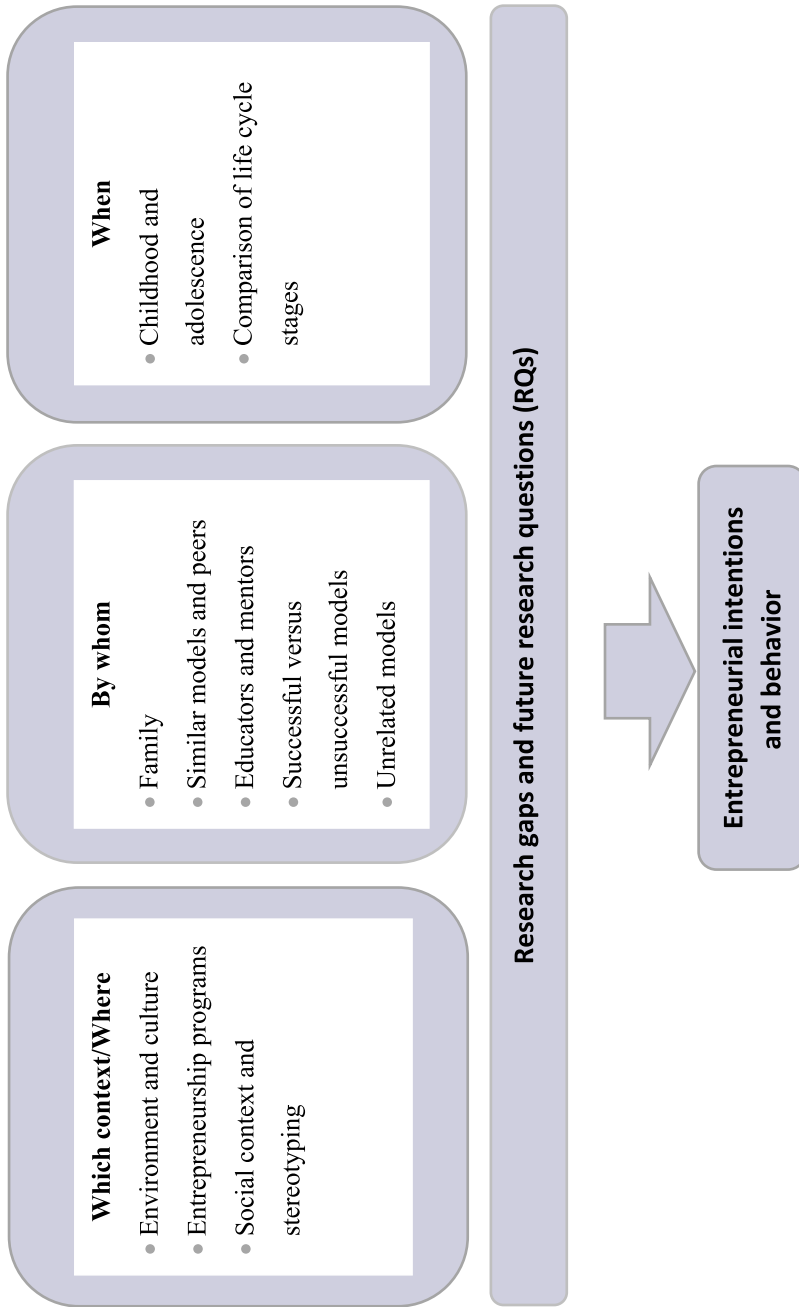 Which context/Where
• Environment and culture
• Entrepreneurship programs
• Social context and
stereotyping
By whom
• Family
• Similar models and peers
• Educators and mentors
• Successful versus
unsuccessful models
• Unrelated models
When
• Childhood and
adolescence
• Comparison of life cycle
stages
Research gaps and future research questions (RQs)
Entrepreneurial intentions
and behavior